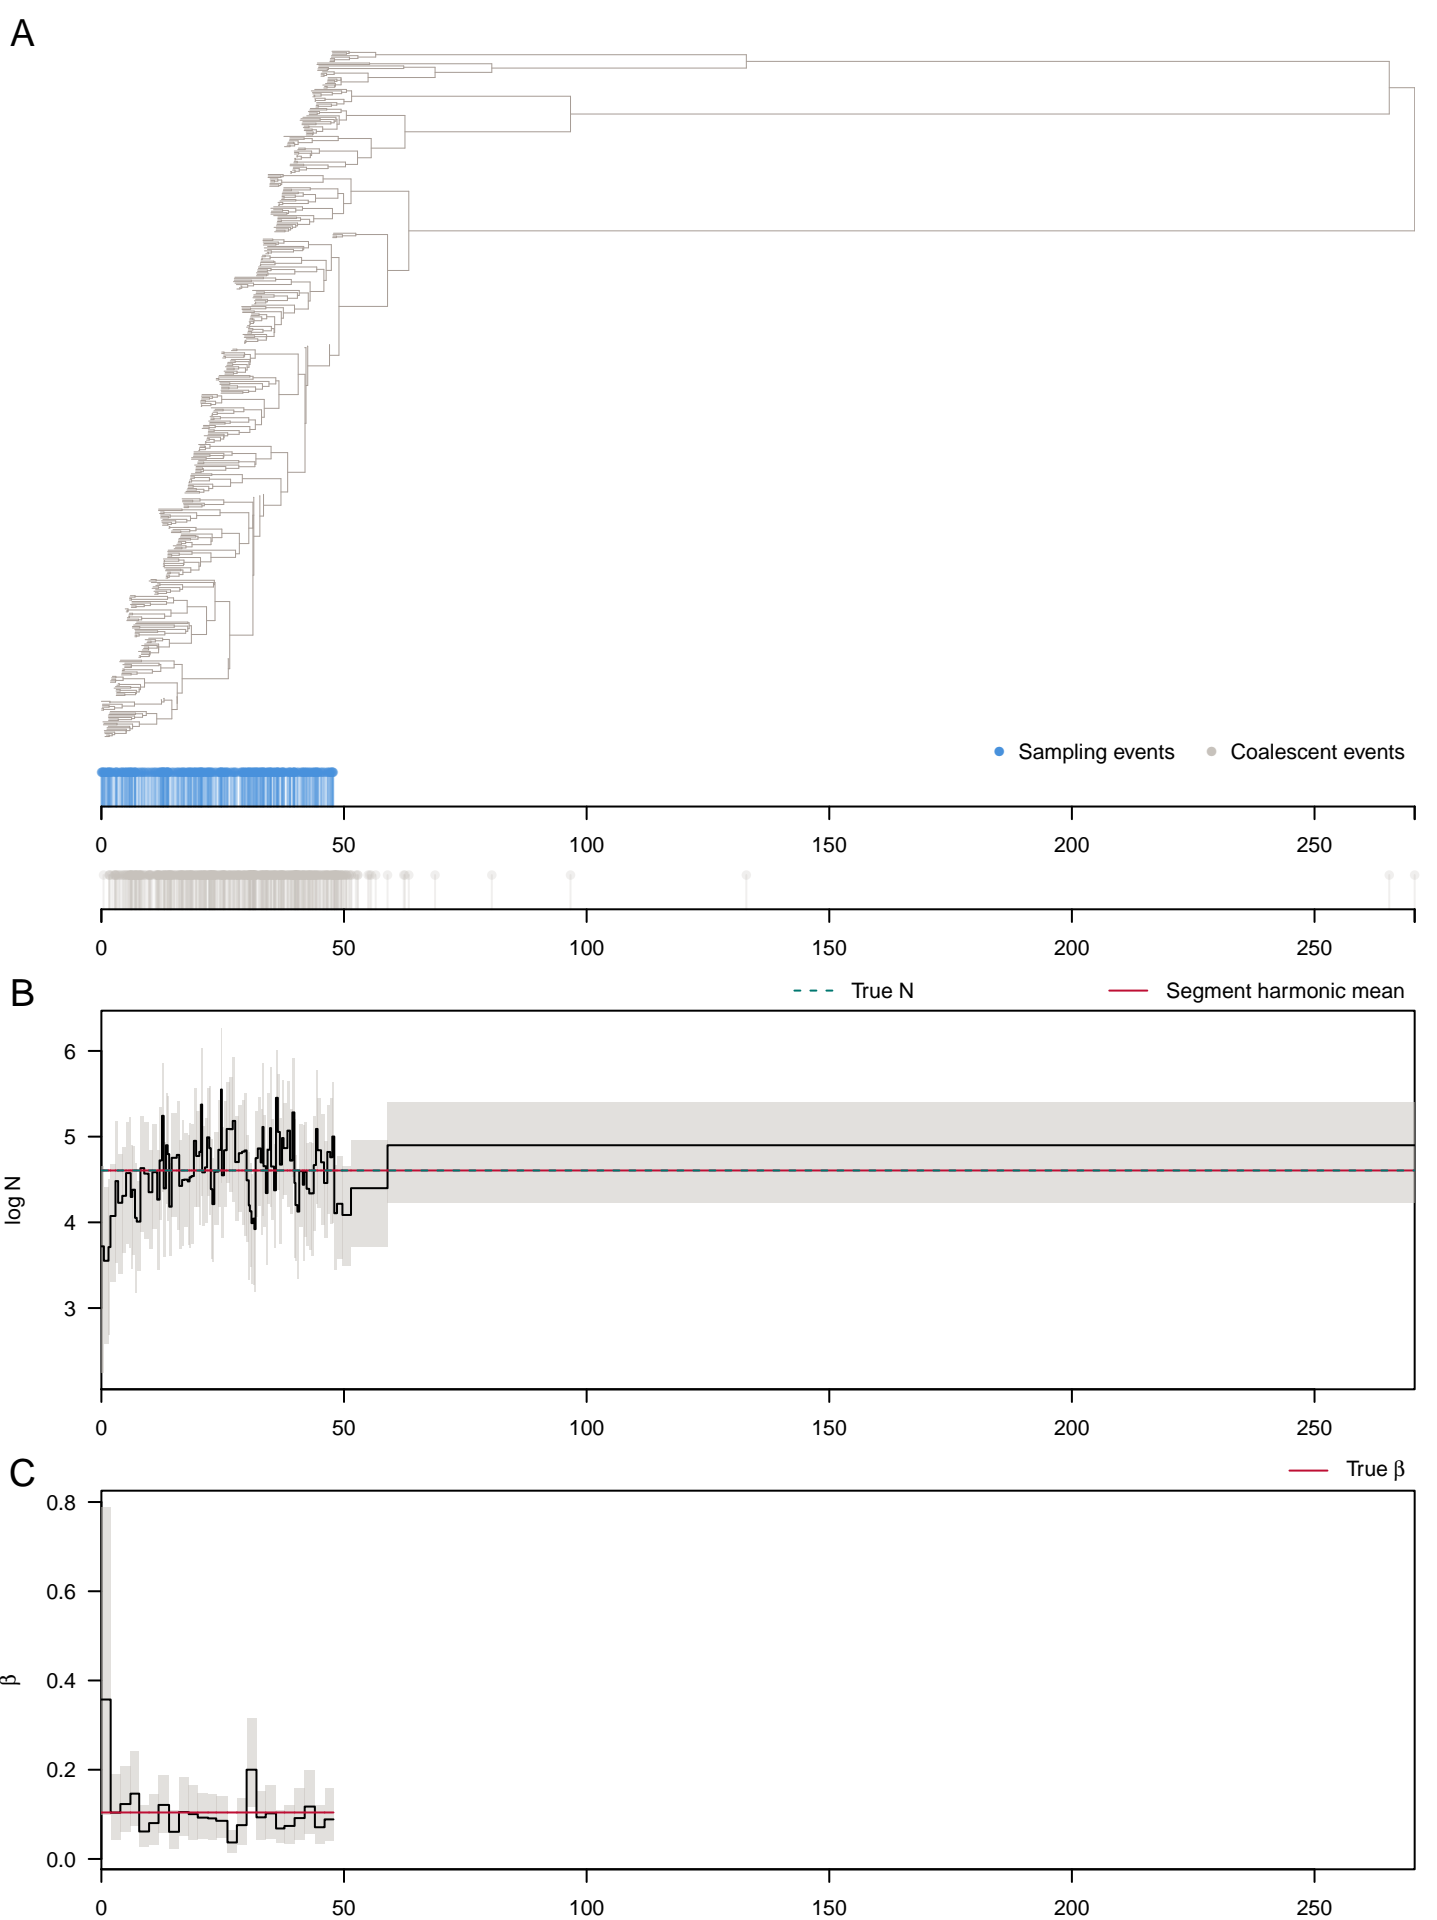 A
Sampling events
Coalescent events
0 50 100 150 200 250
0 50 100 150 200 250
B
True N
Segment harmonic mean
6
5
4
3
log N
0 50 100 150 200 250
C
True β
0.8
0.6
0.4
0.2
0.0
β
0 50 100 150 200 250